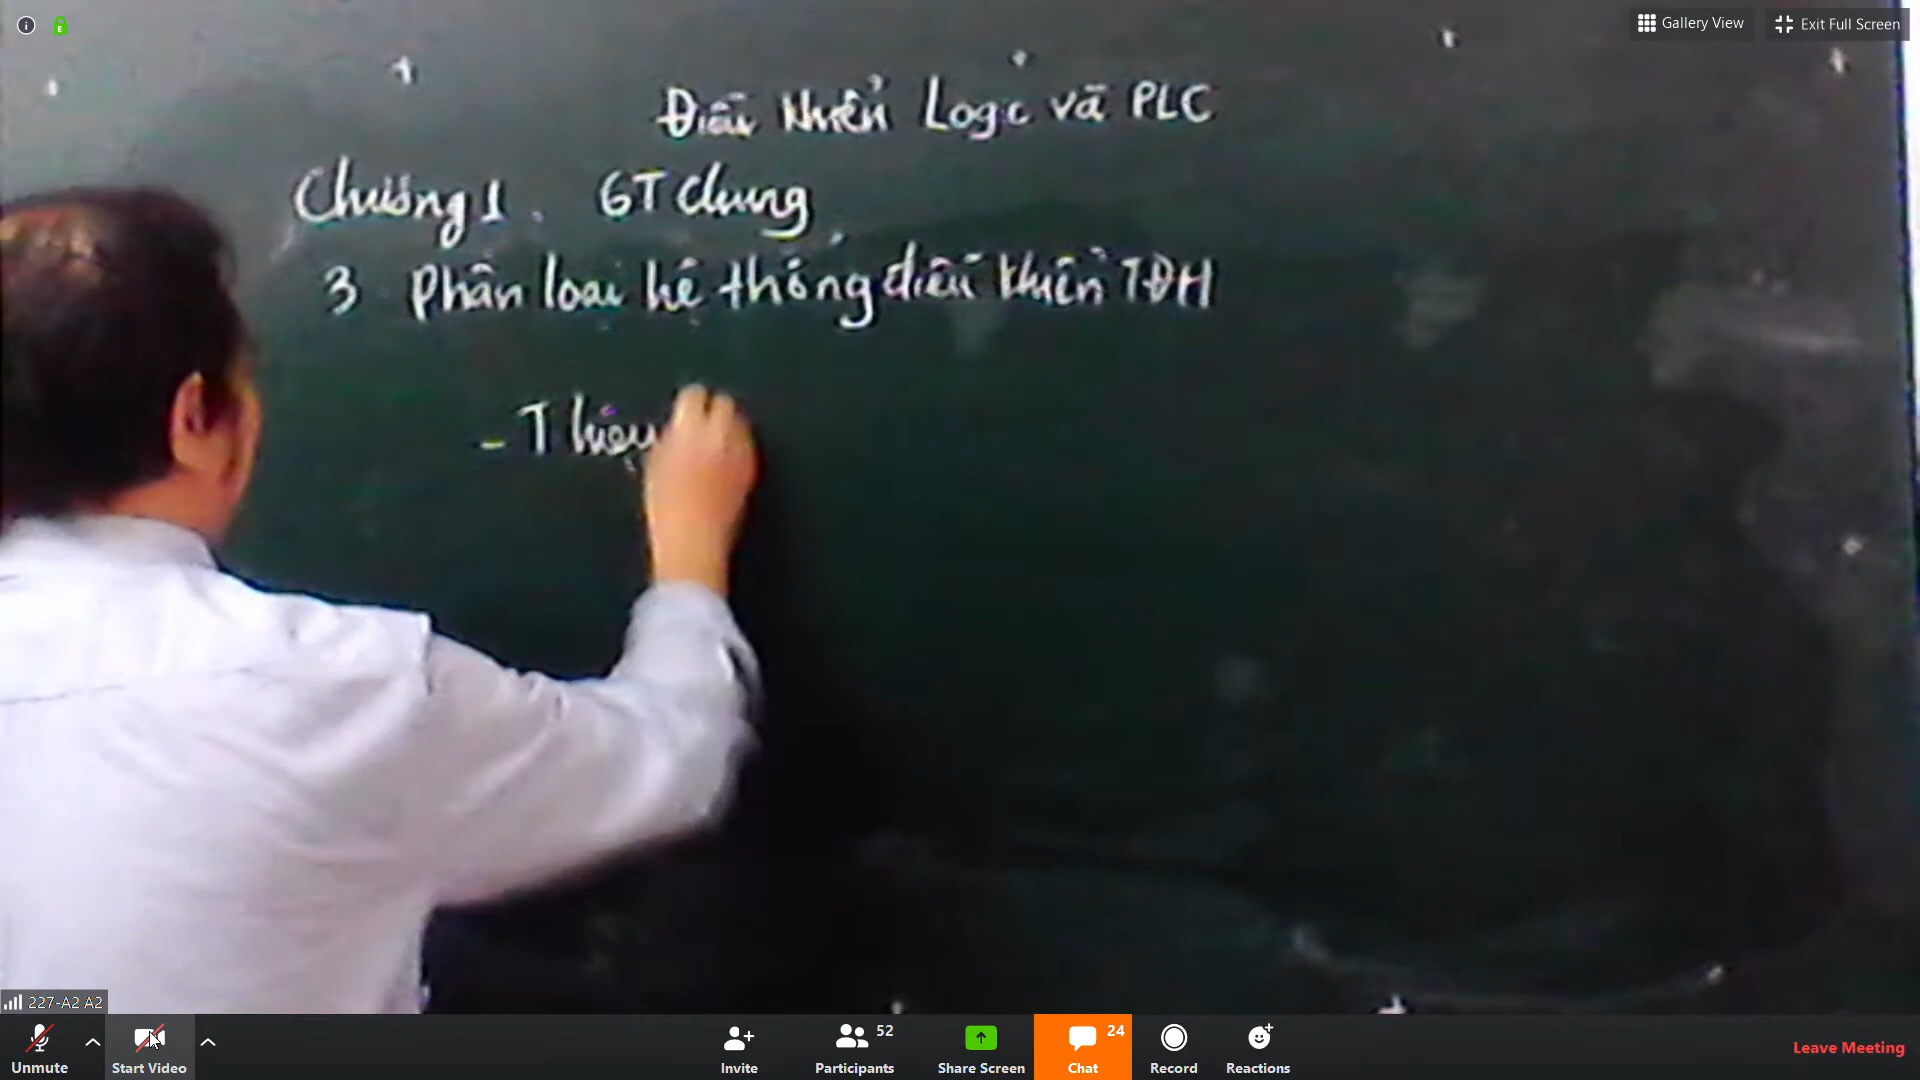 Gallery View
Exit Full Screen
Điều khiển Logic và PLC
Chương 1. GT chung
3 Phân loại hệ thống điều khiển TĐH
- T hiệu
227-A2 A2
Unmute
Start Video
Invite
Participants 52
Share Screen
Chat 24
Record
Reactions
Leave Meeting